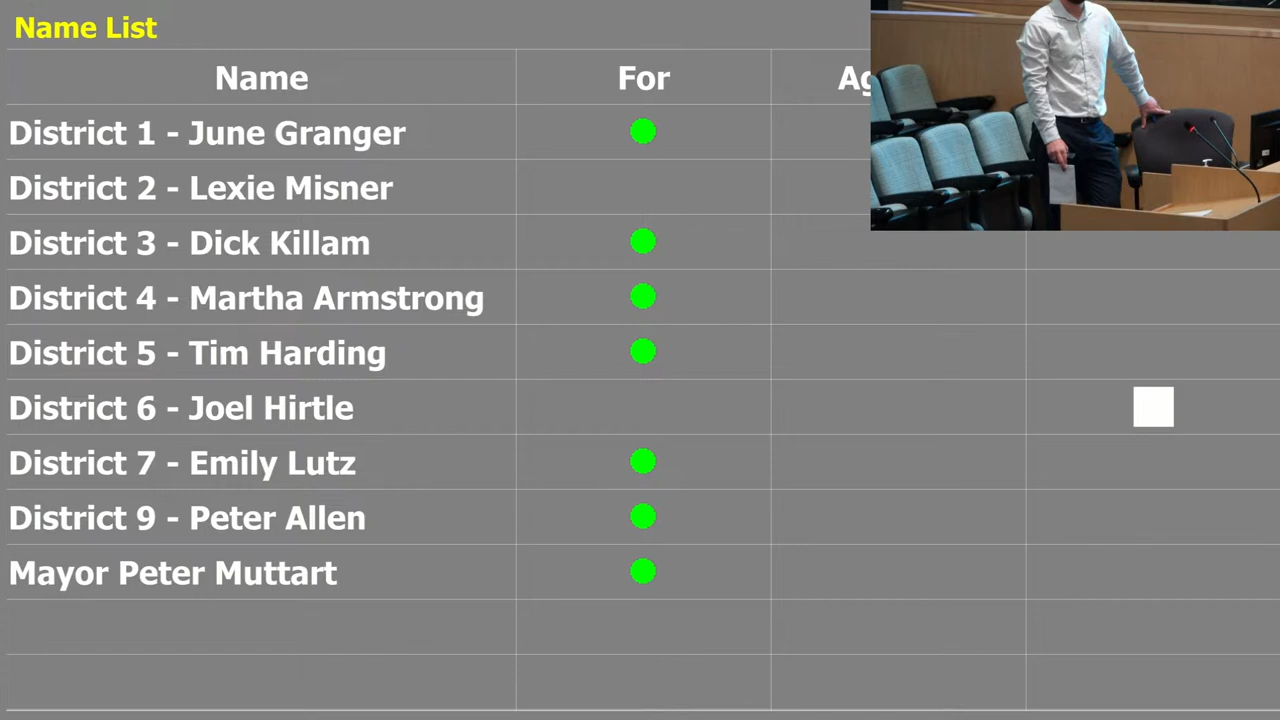 Name List
Name For Ag
District 1 - June Granger
District 2 - Lexie Misner
District 3 - Dick Killam
District 4 - Martha Armstrong
District 5 - Tim Harding
District 6 - Joel Hirtle
District 7 - Emily Lutz
District 9 - Peter Allen
Mayor Peter Muttart